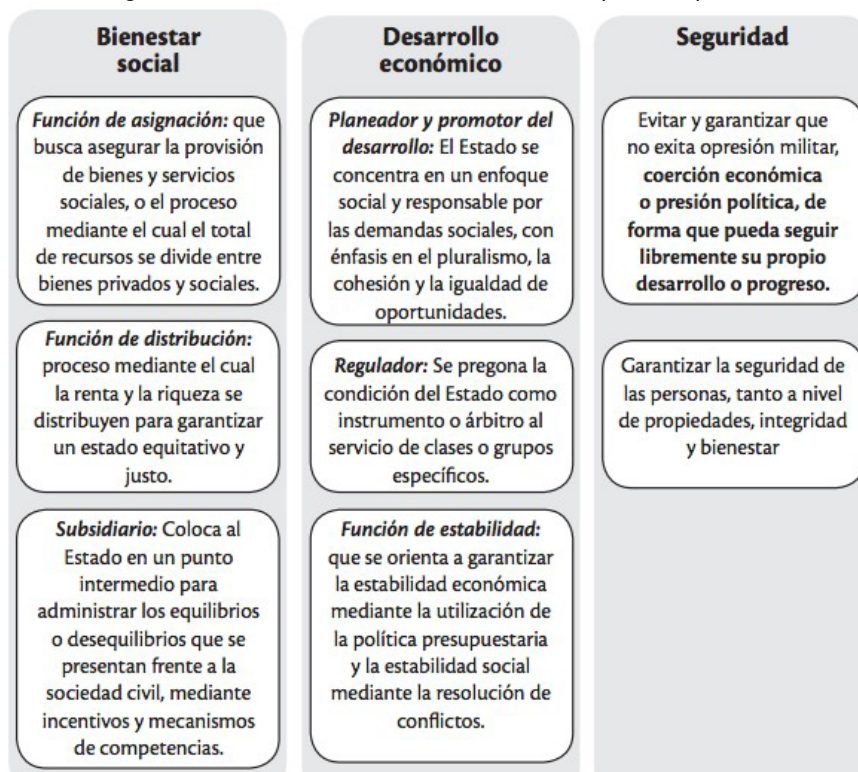 Bienestar
social
Función de asignación: que
busca asegurar la provisión
de bienes y servicios
sociales, o el proceso
mediante el cual el total
de recursos se divide entre
bienes privados y sociales.
Función de distribución:
proceso mediante el cual
la renta y la riqueza se
distribuyen para garantizar
un estado equitativo y
justo.
Subsidiario: Coloca al
Estado en un punto
intermedio para
administrar los equilibrios
o desequilibrios que se
presentan frente a la
sociedad civil, mediante
incentivos y mecanismos
de competencias.
Desarrollo
económico
Planeador y promotor del
desarrollo: El Estado se
concentra en un enfoque
social y responsable por
las demandas sociales, con
énfasis en el pluralismo, la
cohesión y la igualdad de
oportunidades.
Regulador: Se pregona la
condición del Estado como
instrumento o árbitro al
servicio de clases o grupos
específicos.
Función de estabilidad:
que se orienta a garantizar
la estabilidad económica
mediante la utilización de
la política presupuestaria
y la estabilidad social
mediante la resolución de
conflictos.
Seguridad
Evitar y garantizar que
no exita opresión militar,
coerción económica
o presión política, de
forma que pueda seguir
libremente su propio
desarrollo o progreso.
Garantizar la seguridad de
las personas, tanto a nivel
de propiedades, integridad
y bienestar